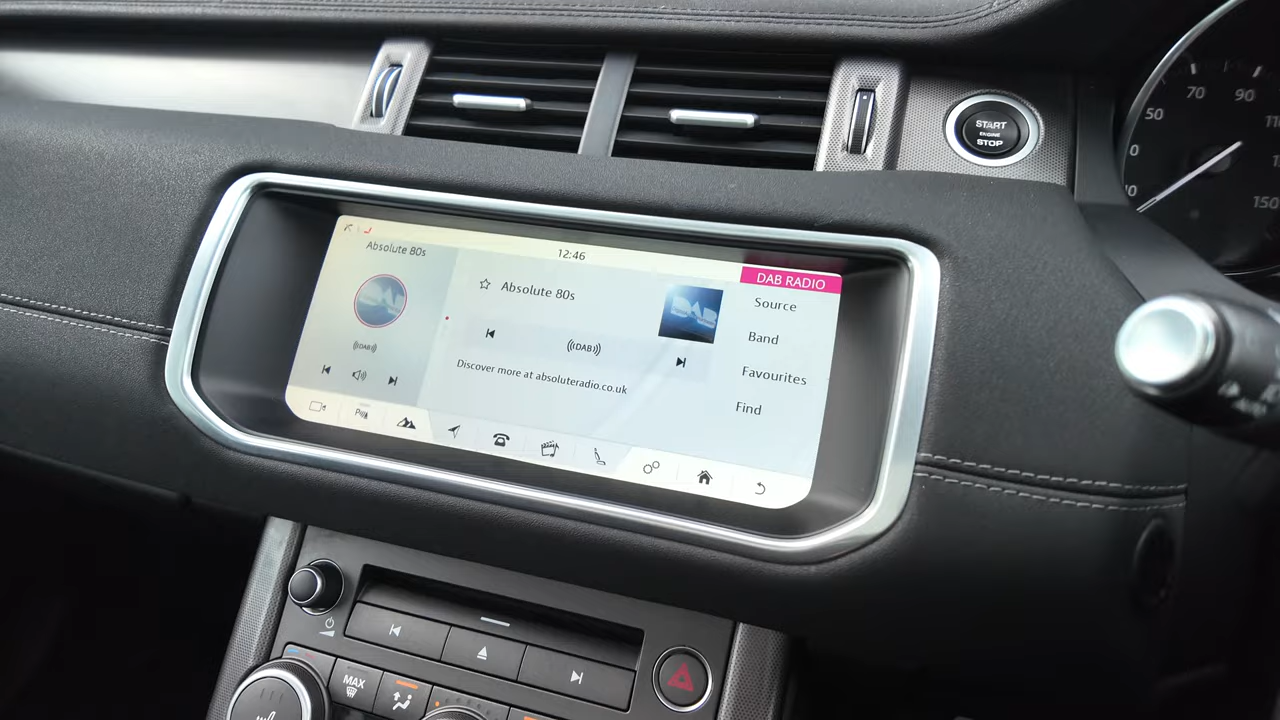 START
ENGINE
STOP
50
70
90
150
Absolute 80s
12:46
DAB RADIO
Absolute 80s
Source
((DAB))
Band
((DAB))
Favourites
Discover more at absoluteradio.co.uk
Find
MAX